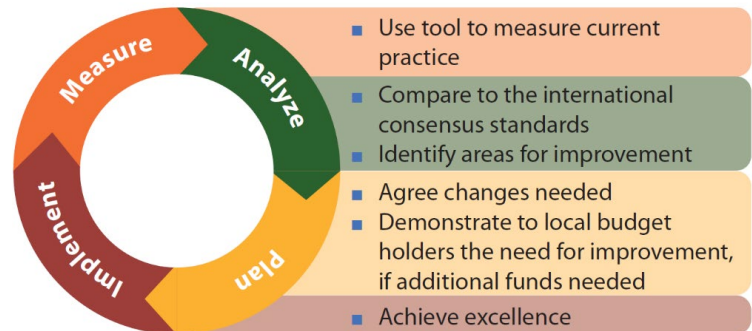 Measure
Analyze
Plan
Implement
▪ Use tool to measure current
practice
▪ Compare to the international
consensus standards
▪ Identify areas for improvement
▪ Agree changes needed
▪ Demonstrate to local budget
holders the need for improvement,
if additional funds needed
▪ Achieve excellence